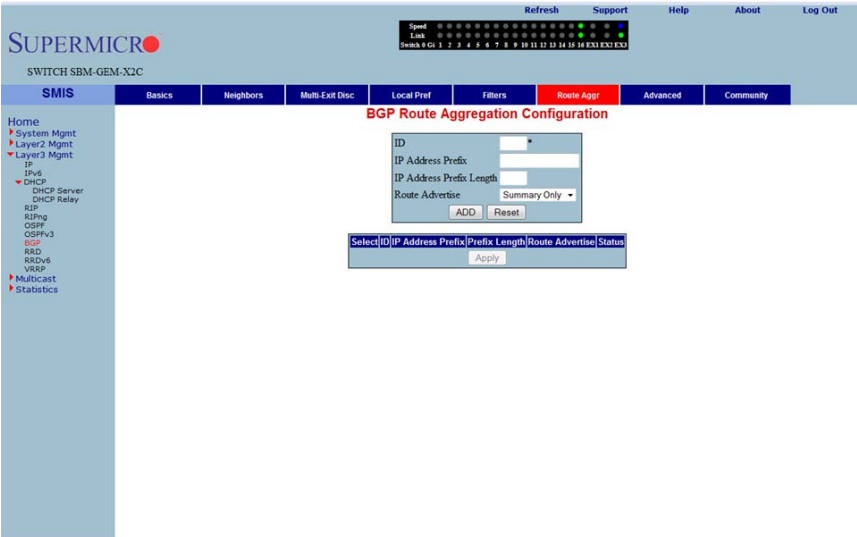 Refresh Support Help About Log Out
SUPERMICRO
Speed
Link
Switch 0 Gi 1 2 3 4 5 6 7 8 9 10 11 12 13 14 15 16 EX1 EX2 EX3
SWITCH SBM-GEM-X2C
SMIS Basics Neighbors Multi-Exit Disc Local Pref Filters Route Aggr Advanced Community
Home
System Mgmt
Layer2 Mgmt
Layer3 Mgmt
IP
IPv6
DHCP
DHCP Server
DHCP Relay
RIP
RIPng
OSPF
OSPFv3
BGP
RRD
RRDv6
VRRP
Multicast
Statistics
BGP Route Aggregation Configuration
ID *
IP Address Prefix
IP Address Prefix Length
Route Advertise Summary Only
ADD Reset
Select ID IP Address Prefix Prefix Length Route Advertise Status
Apply